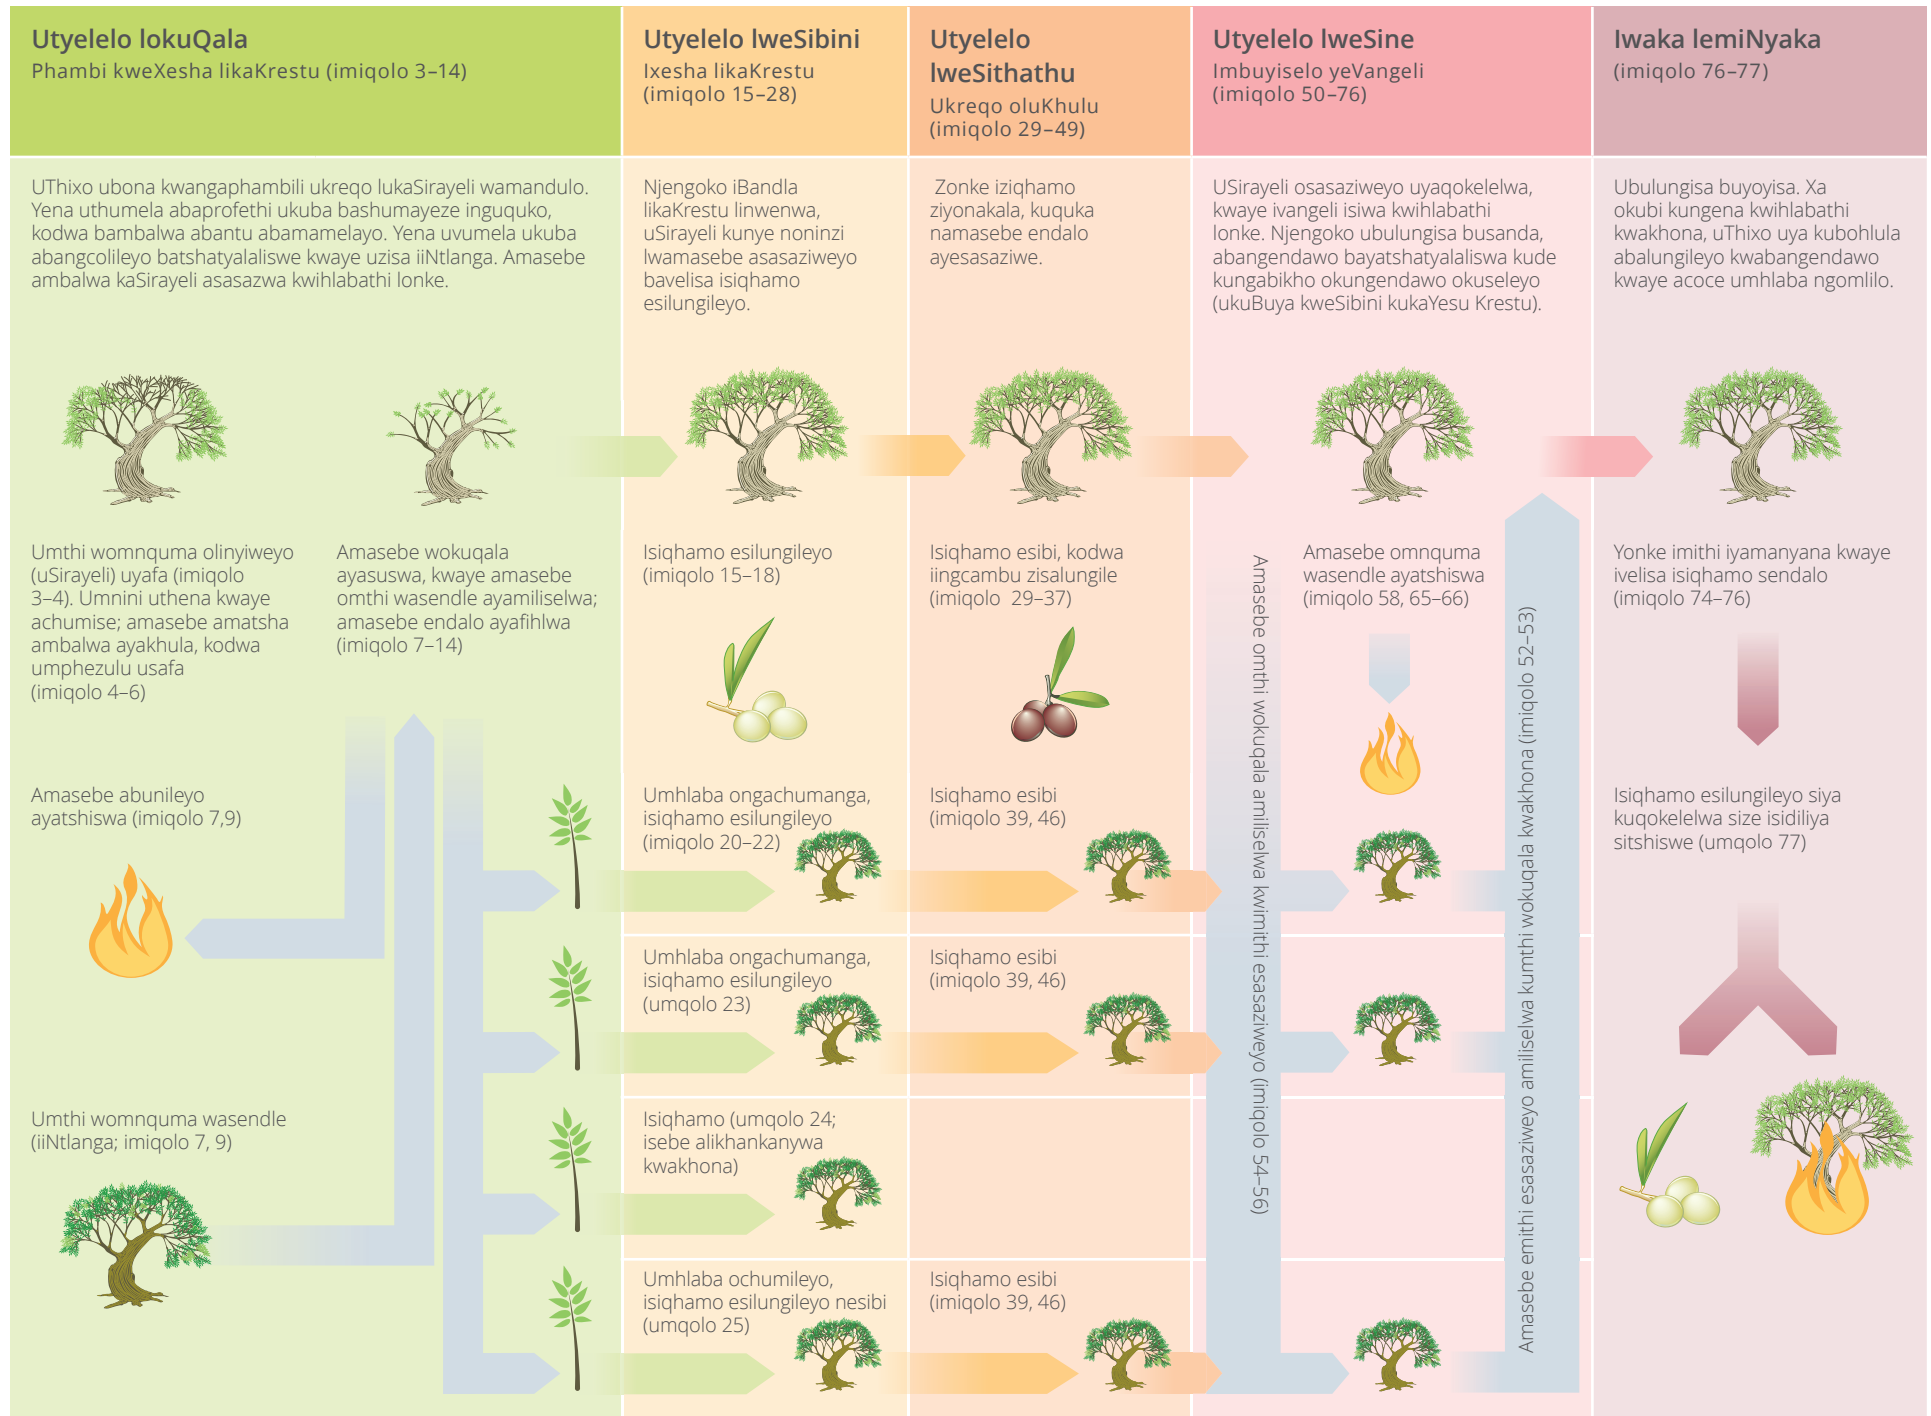 Utyelelo lokuQala
Phambi kweXesha likaKrestu (imiqolo 3–14)
Utyelelo lweSibini
Ixesha likaKrestu
(imiqolo 15–28)
Utyelelo
lweSithathu
Ukreqo oluKhulu
(imiqolo 29–49)
Utyelelo lweSine
Imbuyiselo yeVangeli
(imiqolo 50–76)
Iwaka lemiNyaka
(imiqolo 76–77)
UThixo ubona kwangaphambili ukreqo lukaSirayeli wamandulo.
Yena uthumela abaprofethi ukuba bashumayeze inguquko,
kodwa bambalwa abantu abamamelayo. Yena uvumela ukuba
abangcolileyo batshatyalaliswe kwaye uzisa iiNtlanga. Amasebe
ambalwa kaSirayeli asasazwa kwihlabathi lonke.
Njengoko iBandla
likaKrestu linwenwa,
uSirayeli kunye noninzi
lwamasebe asasaziweyo
bavelisa isiqhamo
esilungileyo.
Zonke iziqhamo
ziyonakala, kuquka
namasebe endalo
ayesasaziwe.
USirayeli osasaziweyo uyaqokelelwa,
kwaye ivangeli isiwa kwihlabathi
lonke. Njengoko ubulungisa busanda,
abangendawo bayatshatyalaliswa kude
kungabikho okungendawo okuseleyo
(ukuBuya kweSibini kukaYesu Krestu).
Ubulungisa buyoyisa. Xa
okubi kungena kwihlabathi
kwakhona, uThixo uya kubohlula
abalungileyo kwabangendawo
kwaye acoce umhlaba ngomlilo.
Umthi womnquma olinyiweyo
(uSirayeli) uyafa (imiqolo
3–4). Umnini uthena kwaye
achumise; amasebe amatsha
ambalwa ayakhula, kodwa
umphezulu usafa
(imiqolo 4–6)
Amasebe wokuqala
ayasuswa, kwaye amasebe
omthi wasendle ayamiliselwa;
amasebe endalo ayafihlwa
(imiqolo 7–14)
Isiqhamo esilungileyo
(imiqolo 15–18)
Isiqhamo esibi, kodwa
iingcambu zisalungile
(imiqolo 29–37)
Amasebe omthi wokuqala amiliselwa kwimithi esasaziweyo (imiqolo 54–56)
Amasebe omnquma
wasendle ayatshiswa
(imiqolo 58, 65–66)
Amasebe emithi esasaziweyo amiliselwa kumthi wokuqala kwakhona (imiqolo 52–53)
Yonke imithi iyamanyana kwaye
ivelisa isiqhamo sendalo
(imiqolo 74–76)
Amasebe abunileyo
ayatshiswa (imiqolo 7,9)
Umhlaba ongachumanga,
isiqhamo esilungileyo
(imiqolo 20–22)
Isiqhamo esibi
(imiqolo 39, 46)
Isiqhamo esilungileyo siya
kuqokelelwa size isidiliya
sitshiswe (umqolo 77)
Umhlaba ongachumanga,
isiqhamo esilungileyo
(umqolo 23)
Isiqhamo esibi
(imiqolo 39, 46)
Umthi womnquma wasendle
(iiNtlanga; imiqolo 7, 9)
Isiqhamo (umqolo 24;
isebe alikhankanywa
kwakhona)
Umhlaba ochumileyo,
isiqhamo esilungileyo nesibi
(umqolo 25)
Isiqhamo esibi
(imiqolo 39, 46)